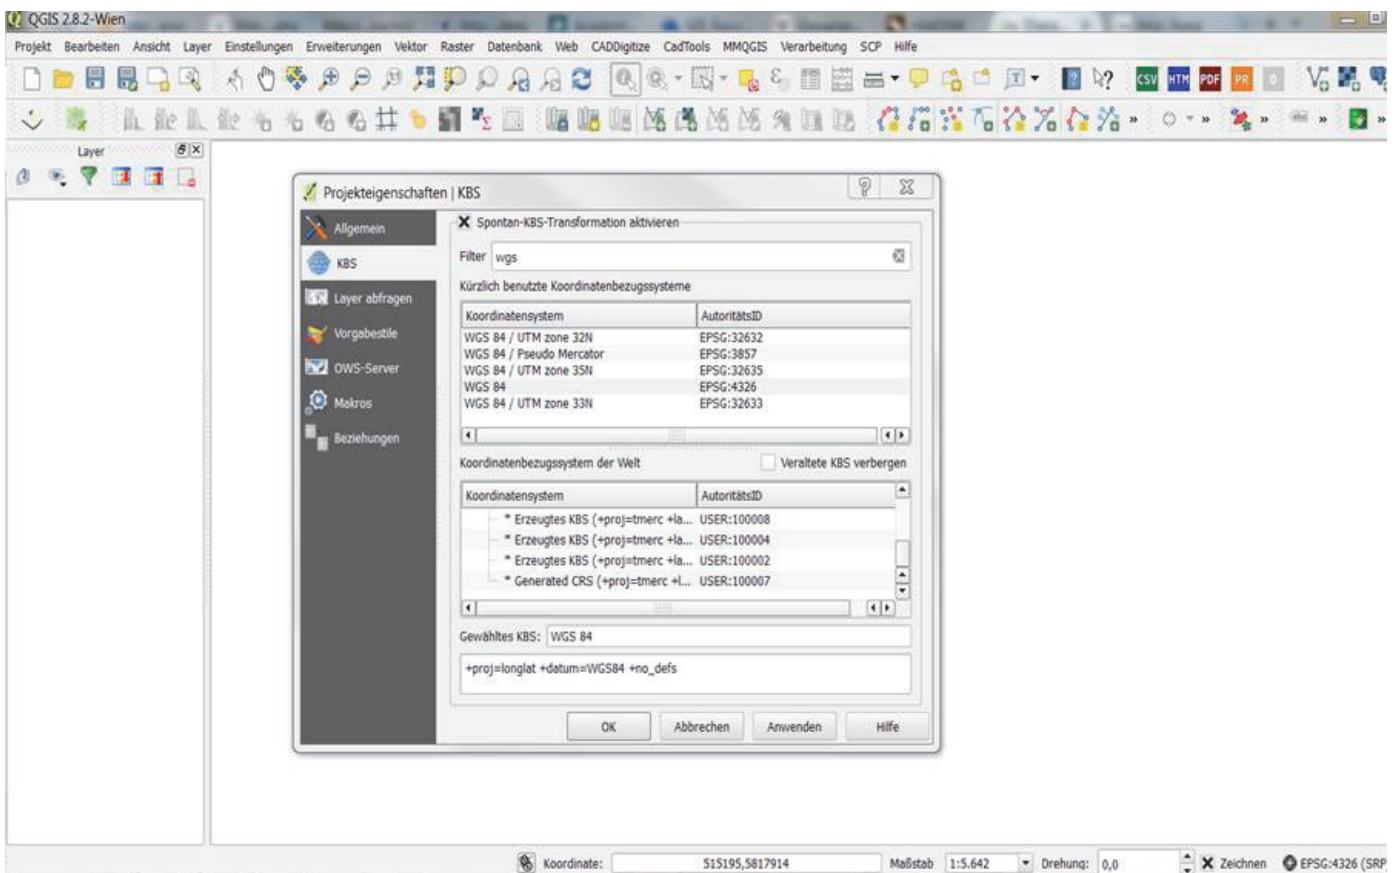 QGIS 2.8.2-Wien
Projekt Bearbeiten Ansicht Layer Einstellungen Erweiterungen Vektor Raster Datenbank Web CADDigitize CadTools MMQGIS Verarbeitung SCP Hilfe
CSV HTM PDF PR
Layer
Projekteigenschaften | KBS
Allgemein
KBS
Layer abfragen
Vorgabestile
OWS-Server
Makros
Beziehungen
Spontan-KBS-Transformation aktivieren
Filter wgs
Kürzlich benutzte Koordinatenbezugssysteme
Koordinatensystem AutoritätsID
WGS 84 / UTM zone 32N EPSG:32632
WGS 84 / Pseudo Mercator EPSG:3857
WGS 84 / UTM zone 35N EPSG:32635
WGS 84 EPSG:4326
WGS 84 / UTM zone 33N EPSG:32633
Koordinatenbezugssystem der Welt Veraltete KBS verbergen
Koordinatensystem AutoritätsID
* Erzeugtes KBS (+proj=tmerc +la... USER:100008
* Erzeugtes KBS (+proj=tmerc +la... USER:100004
* Erzeugtes KBS (+proj=tmerc +la... USER:100002
* Generated CRS (+proj=tmerc +l... USER:100007
Gewähltes KBS: WGS 84
+proj=longlat +datum=WGS84 +no_defs
OK Abbrechen Anwenden Hilfe
Koordinate: 515195,5817914 Maßstab 1:5.642 Drehung: 0,0 Zeichnen EPSG:4326 (SRP